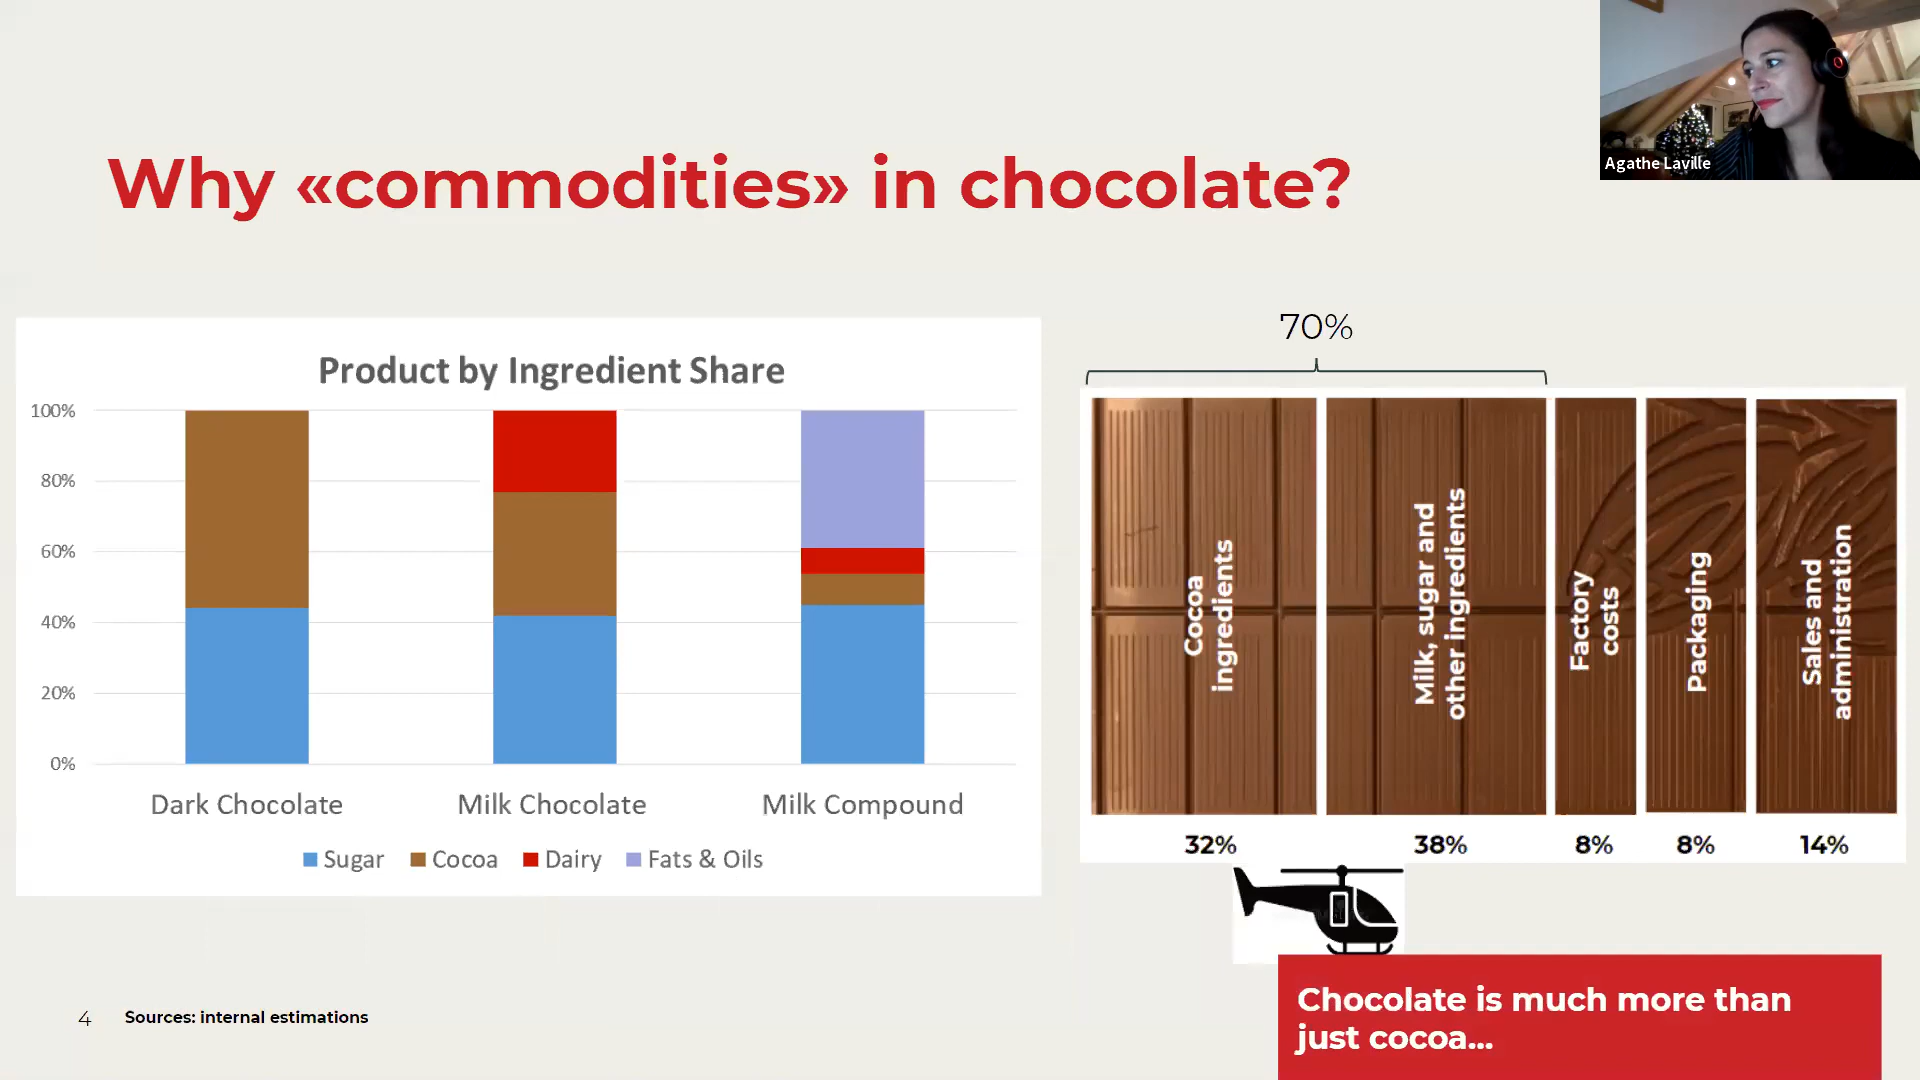 Agathe Laville
Why «commodities» in chocolate?
Product by Ingredient Share
100%
80%
60%
40%
20%
0%
Dark Chocolate
Milk Chocolate
Milk Compound
Sugar
Cocoa
Dairy
Fats & Oils
70%
Cocoa
ingredients
Milk, sugar and
other ingredients
Factory
costs
Packaging
Sales and
administration
32%
38%
8%
8%
14%
Chocolate is much more than
just cocoa...
4
Sources: internal estimations